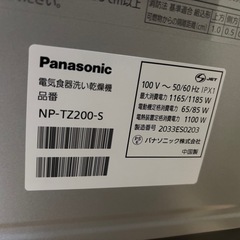 Panasonic
電気食器洗い乾燥機
品番
NP-TZ200-S
JET
100 V～ 50/60 Hz IPX1
最大消費電力 1165/1185 W
電動機定格消費電力 65/85 W
電熱装置定格消費電力 1100 W
製造番号 2033ES0203
パナソニック株式会社
中国製